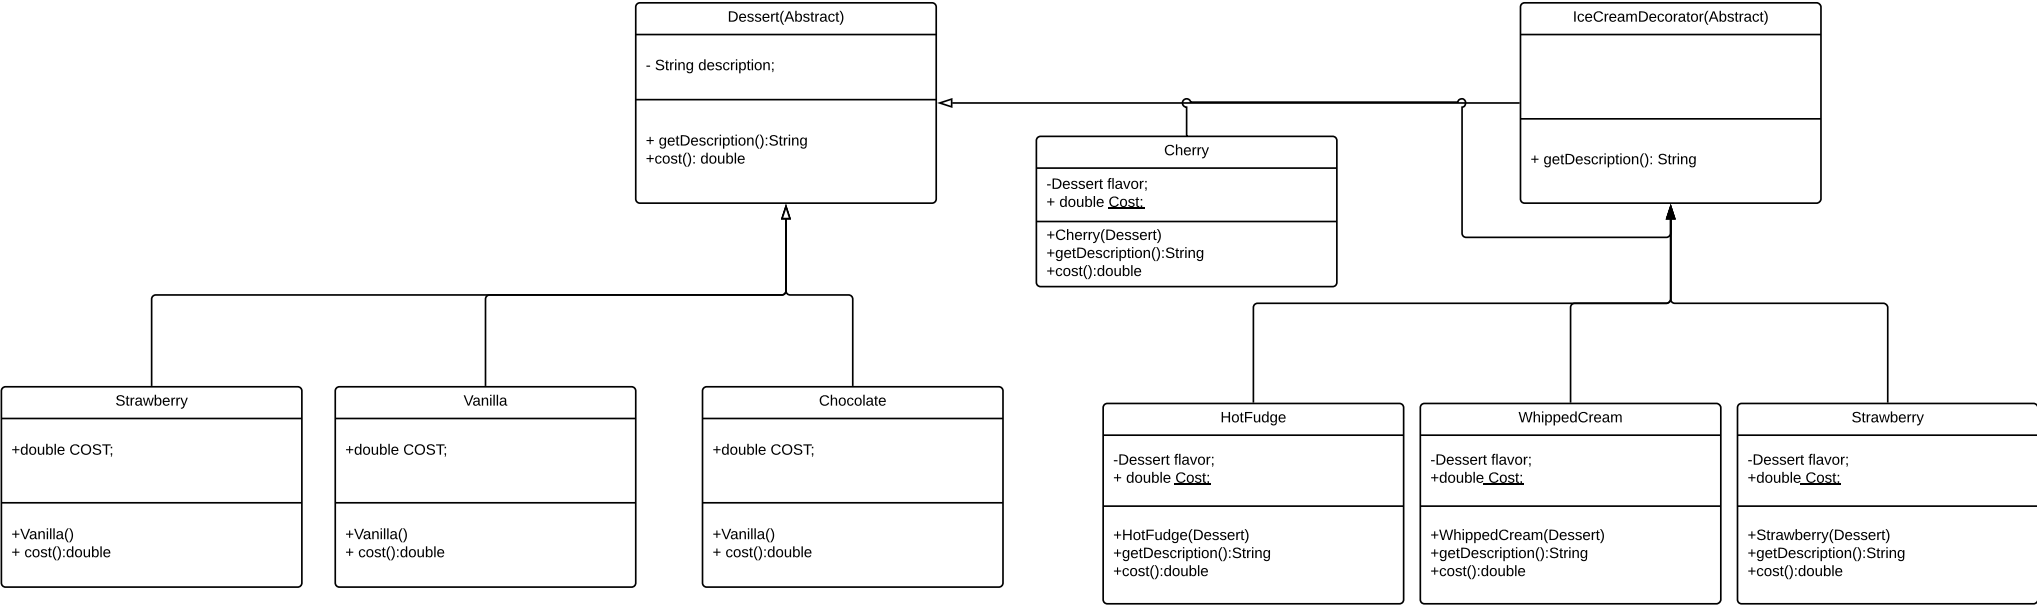 Dessert(Abstract)
- String description;
+ getDescription():String
+cost(): double
IceCreamDecorator(Abstract)
+ getDescription(): String
Cherry
-Dessert flavor;
+ double Cost;
+Cherry(Dessert)
+getDescription():String
+cost():double
Strawberry
+double COST;
+Vanilla()
+ cost():double
Vanilla
+double COST;
+Vanilla()
+ cost():double
Chocolate
+double COST;
+Vanilla()
+ cost():double
HotFudge
-Dessert flavor;
+ double Cost;
+HotFudge(Dessert)
+getDescription():String
+cost():double
WhippedCream
-Dessert flavor;
+double Cost;
+WhippedCream(Dessert)
+getDescription():String
+cost():double
Strawberry
-Dessert flavor;
+double Cost;
+Strawberry(Dessert)
+getDescription():String
+cost():double